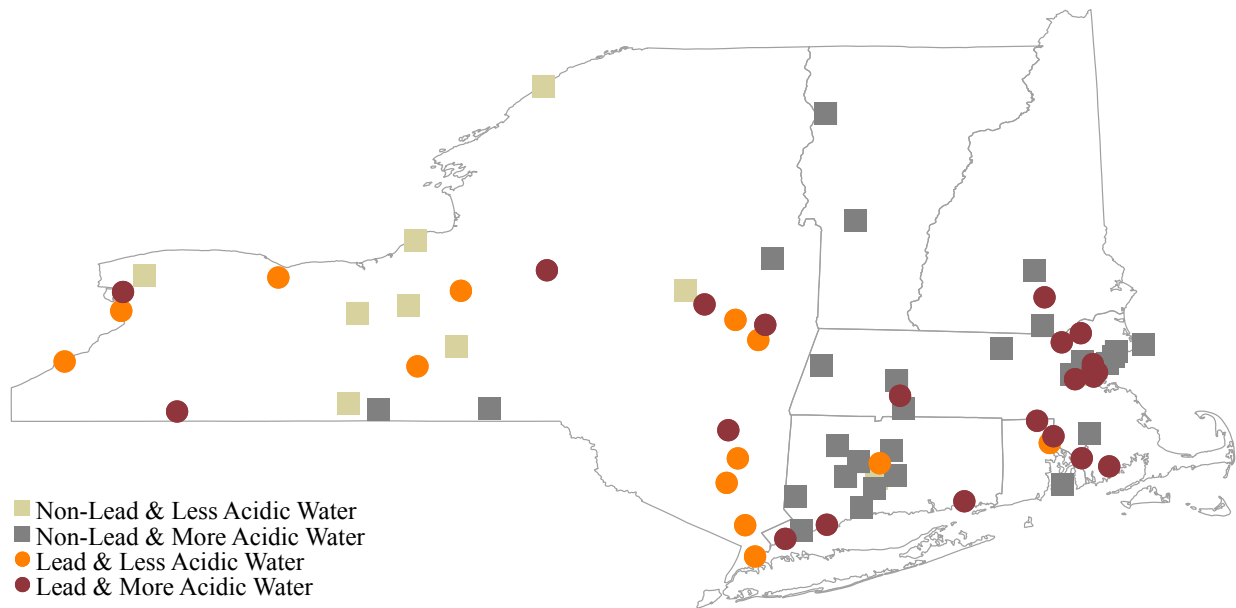 Non-Lead & Less Acidic Water
Non-Lead & More Acidic Water
Lead & Less Acidic Water
Lead & More Acidic Water